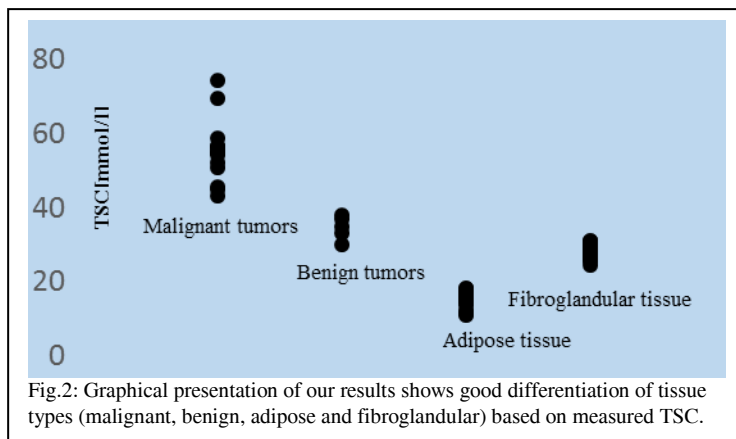 80
60
40
20
0
TSC[mmol/l]
Malignant tumors
Benign tumors
Adipose tissue
Fibroglandular tissue
Fig.2: Graphical presentation of our results shows good differentiation of tissue
types (malignant, benign, adipose and fibroglandular) based on measured TSC.